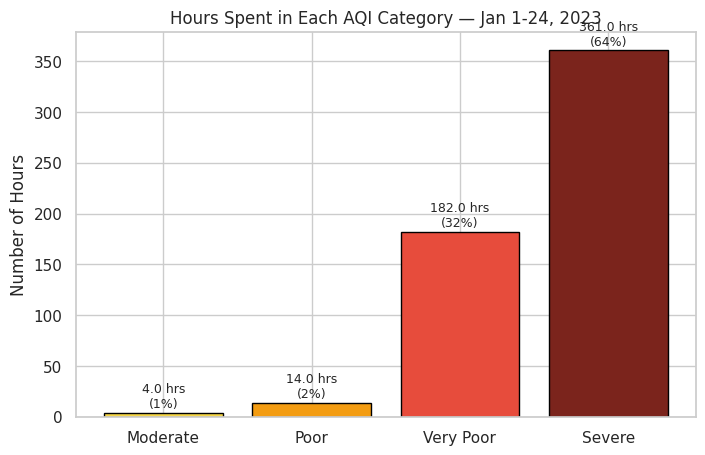 Hours Spent in Each AQI Category — Jan 1-24, 2023
361.0 hrs
(64%)
350
300
250
200
150
100
50
0
Number of Hours
182.0 hrs
(32%)
14.0 hrs
(2%)
4.0 hrs
(1%)
Moderate
Poor
Very Poor
Severe